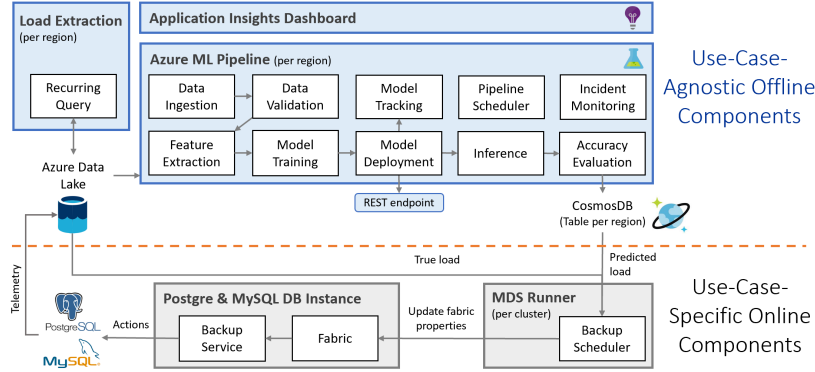 Load Extraction
(per region)
Recurring
Query
Application Insights Dashboard
Azure ML Pipeline (per region)
Data
Ingestion
Data
Validation
Model
Tracking
Pipeline
Scheduler
Incident
Monitoring
Feature
Extraction
Model
Training
Model
Deployment
Inference
Accuracy
Evaluation
Use-Case-
Agnostic Offline
Components
Azure Data
Lake
REST endpoint
CosmosDB
(Table per region)
True load
Predicted
load
Telemetry
PostgreSQL
MySQL
Actions
Postgre & MySQL DB Instance
Backup
Service
Fabric
Update fabric
properties
MDS Runner
(per cluster)
Backup
Scheduler
Use-Case-
Specific Online
Components